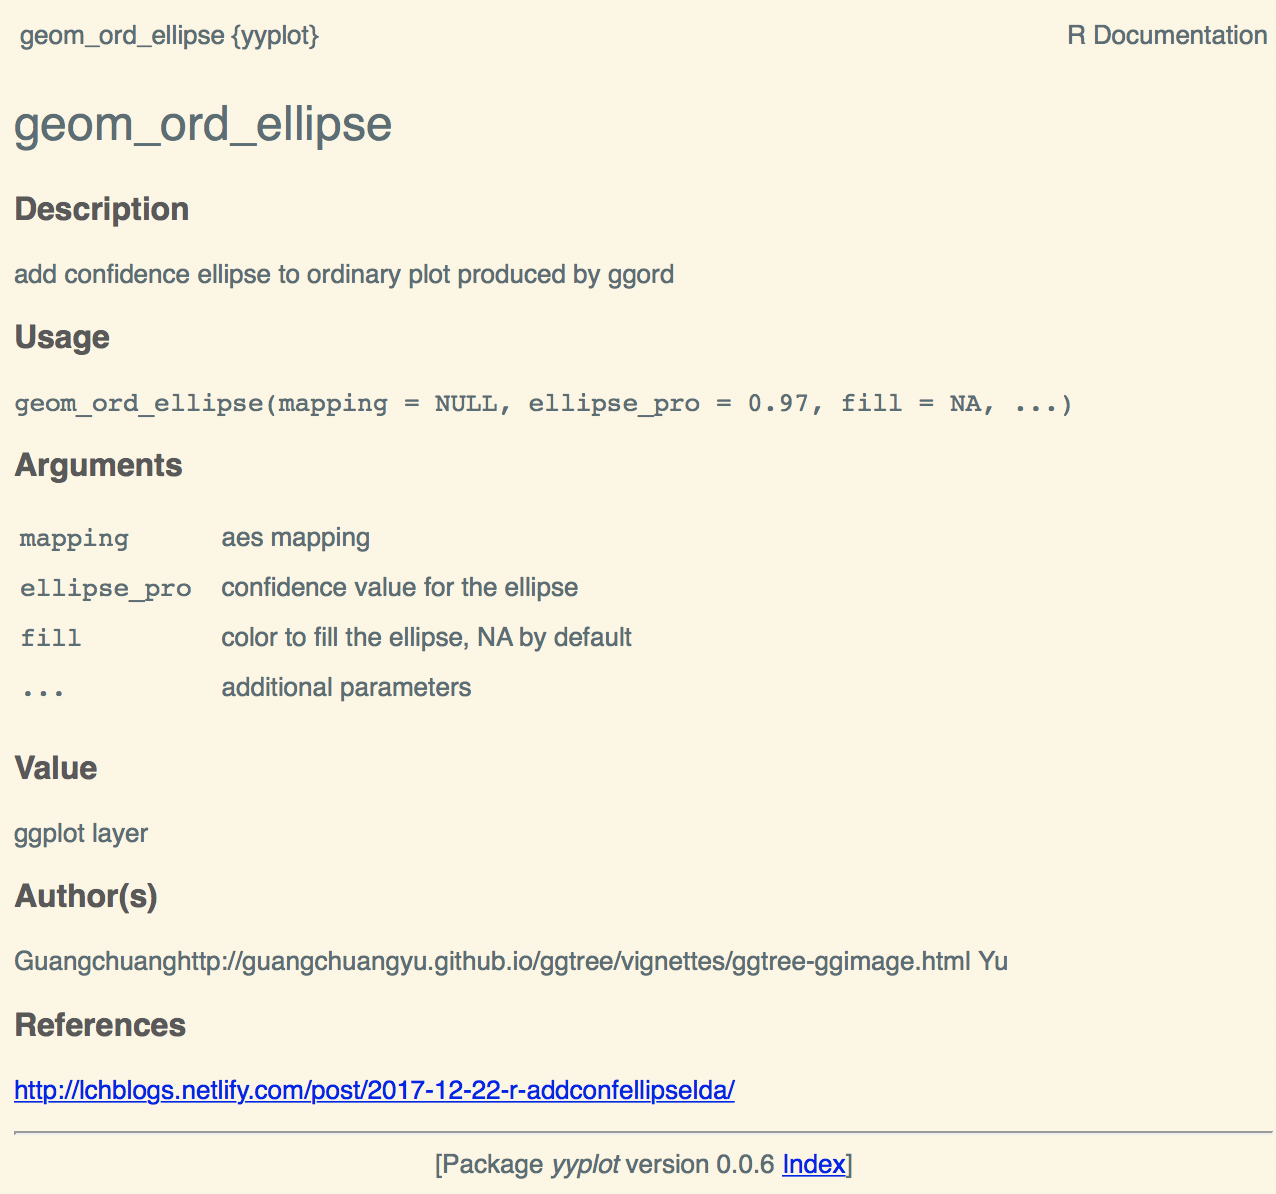 geom_ord_ellipse {yyplot} R Documentation
geom_ord_ellipse
Description
add confidence ellipse to ordinary plot produced by ggord
Usage
geom_ord_ellipse(mapping = NULL, ellipse_pro = 0.97, fill = NA, ...)
Arguments
mapping aes mapping
ellipse_pro confidence value for the ellipse
fill color to fill the ellipse, NA by default
... additional parameters
Value
ggplot layer
Author(s)
Guangchuanghttp://guangchuangyu.github.io/ggtree/vignettes/ggtree-ggimage.html Yu
References
http://lchblogs.netlify.com/post/2017-12-22-r-addconfellipselda/
[Package yyplot version 0.0.6 Index]